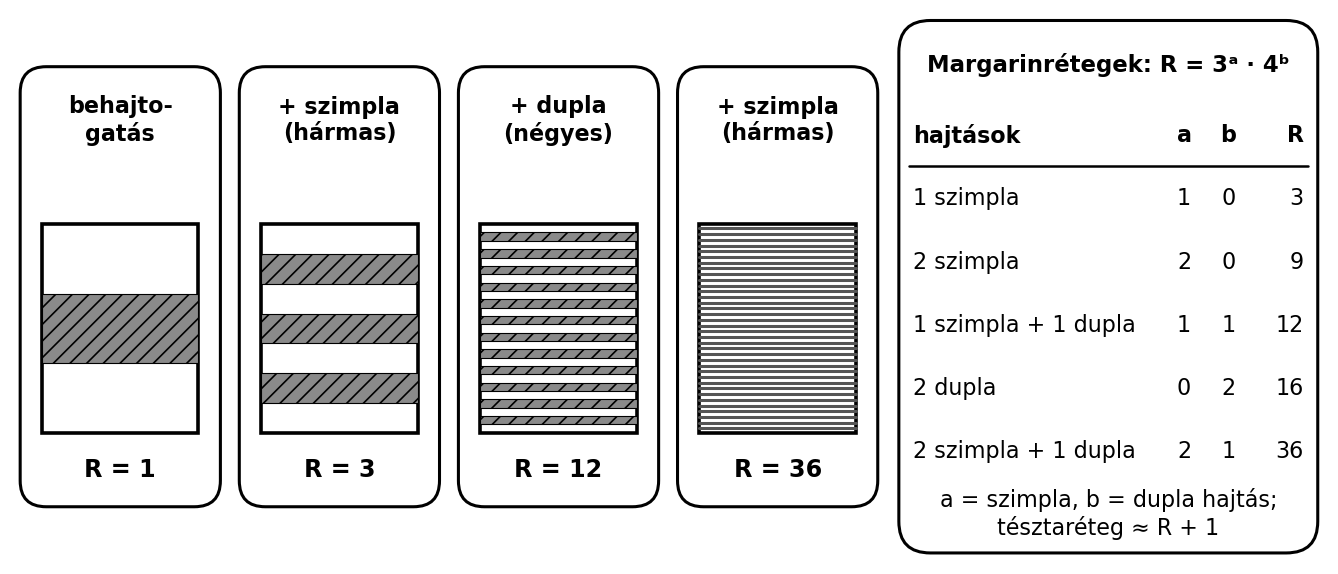 behajto-
gatás
R = 1
+ szimpla
(hármas)
R = 3
+ dupla
(négyes)
R = 12
+ szimpla
(hármas)
R = 36
Margarinrétegek: R = 3ᵃ · 4ᵇ
hajtások a b R
1 szimpla 1 0 3
2 szimpla 2 0 9
1 szimpla + 1 dupla 1 1 12
2 dupla 0 2 16
2 szimpla + 1 dupla 2 1 36
a = szimpla, b = dupla hajtás;
tésztaréteg ≈ R + 1